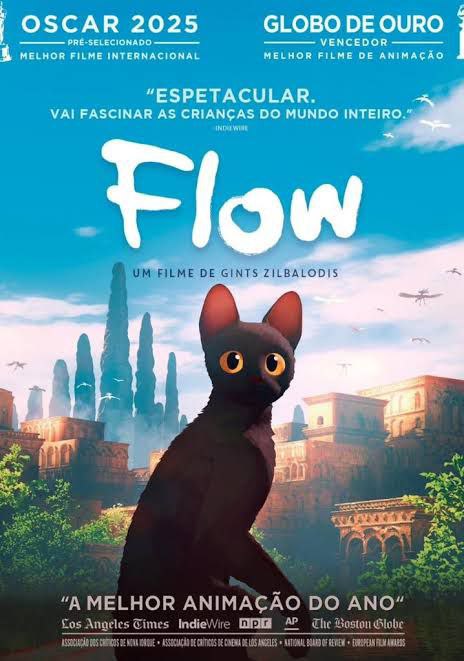 OSCAR 2025
PRÉ-SELECIONADO
MELHOR FILME INTERNACIONAL
GLOBO DE OURO
VENCEDOR
MELHOR FILME DE ANIMAÇÃO
“ESPETACULAR.
VAI FASCINAR AS CRIANÇAS DO MUNDO INTEIRO.”
-INDIEWIRE
Flow
UM FILME DE GINTS ZILBALODIS
“A MELHOR ANIMAÇÃO DO ANO“
Los Angeles Times IndieWire npr AP The Boston Globe
ASSOCIAÇÃO DOS CRÍTICOS DE NOVA IORQUE • ASSOCIAÇÃO DE CRÍTICOS DE CINEMA DE LOS ANGELES • NATIONAL BOARD OF REVIEW • EUROPEAN FILM AWARDS